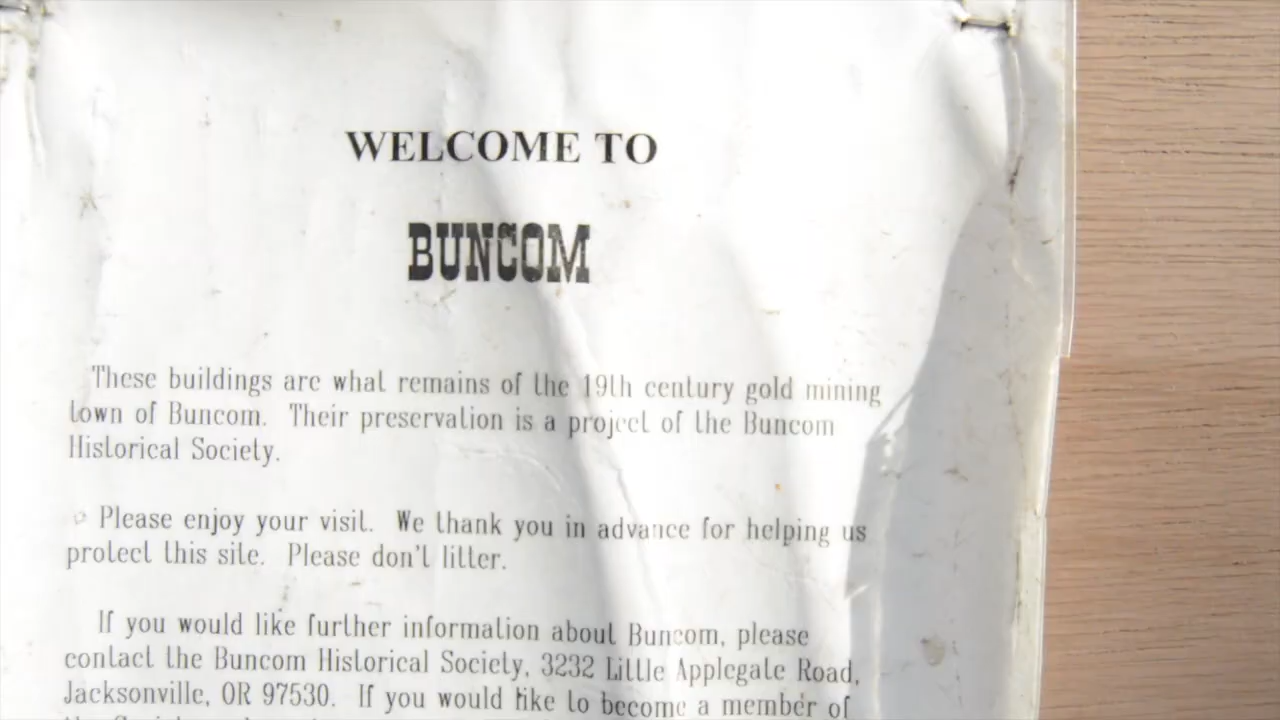 WELCOME TO
BUNCOM
These buildings are what remains of the 19th century gold mining
town of Buncom. Their preservation is a project of the Buncom
Historical Society.
Please enjoy your visit. We thank you in advance for helping us
protect this site. Please don't litter.
If you would like further information about Buncom, please
contact the Buncom Historical Society, 3232 Little Applegate Road,
Jacksonville, OR 97530. If you would like to become a member of